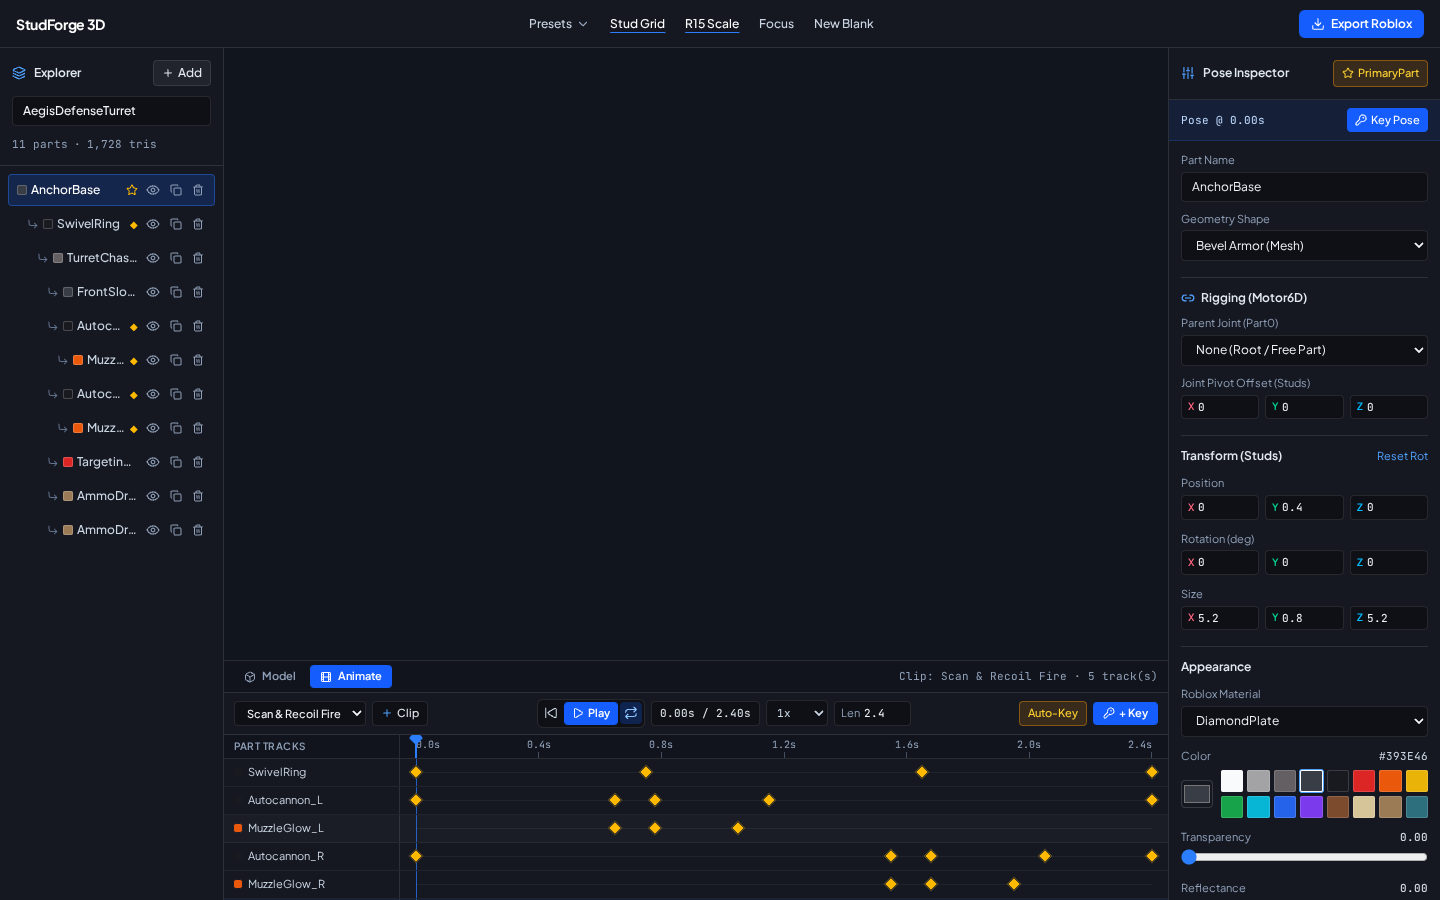 StudForge 3D
Presets
Stud Grid
R15 Scale
Focus
New Blank
Export Roblox
Explorer
+ Add
AegisDefenseTurret
11 parts · 1,728 tris
AnchorBase
SwivelRing
TurretChas...
FrontSlo...
Autoc...
Muzz...
Autoc...
Muzz...
Targetin...
AmmoDr...
AmmoDr...
Model
Animate
Clip: Scan & Recoil Fire · 5 track(s)
Scan & Recoil Fire
+ Clip
Play
0.00s / 2.40s
1x
Len 2.4
Auto-Key
+ Key
PART TRACKS
0.0s 0.4s 0.8s 1.2s 1.6s 2.0s 2.4s
SwivelRing
Autocannon_L
MuzzleGlow_L
Autocannon_R
MuzzleGlow_R
Pose Inspector
PrimaryPart
Pose @ 0.00s
Key Pose
Part Name
AnchorBase
Geometry Shape
Bevel Armor (Mesh)
Rigging (Motor6D)
Parent Joint (Part0)
None (Root / Free Part)
Joint Pivot Offset (Studs)
X 0 Y 0 Z 0
Transform (Studs)
Reset Rot
Position
X 0 Y 0.4 Z 0
Rotation (deg)
X 0 Y 0 Z 0
Size
X 5.2 Y 0.8 Z 5.2
Appearance
Roblox Material
DiamondPlate
Color #393E46
Transparency 0.00
Reflectance 0.00